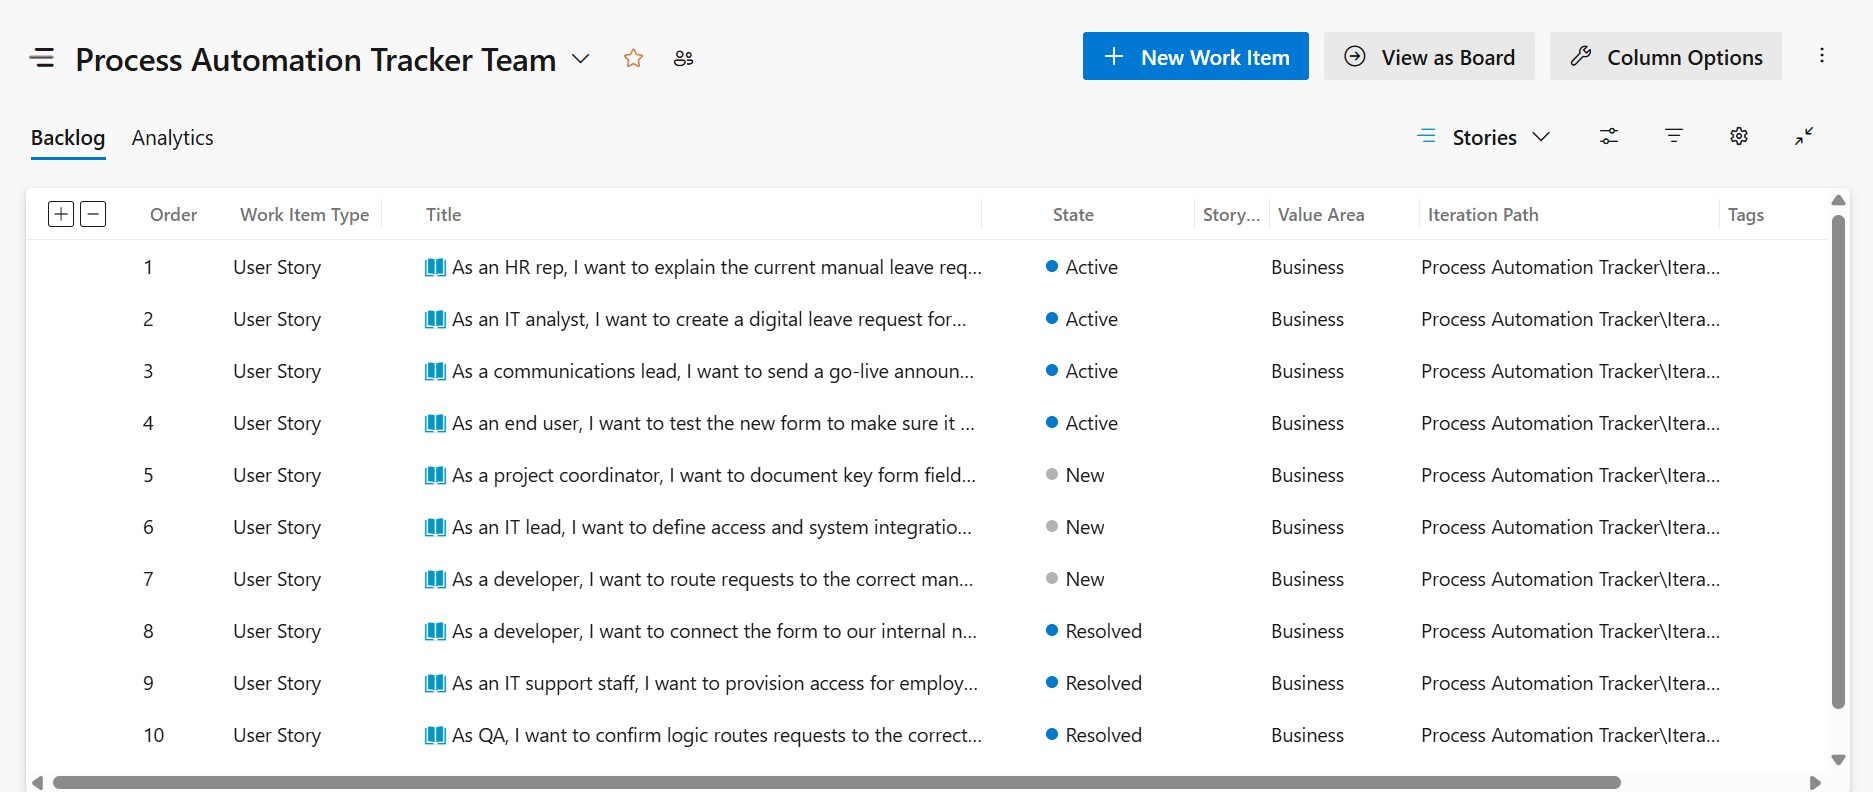 Process Automation Tracker Team
New Work Item
View as Board
Column Options
Backlog
Analytics
Stories
Order Work Item Type Title State Story... Value Area Iteration Path Tags
1 User Story As an HR rep, I want to explain the current manual leave req... Active Business Process Automation Tracker\Itera...
2 User Story As an IT analyst, I want to create a digital leave request for... Active Business Process Automation Tracker\Itera...
3 User Story As a communications lead, I want to send a go-live announ... Active Business Process Automation Tracker\Itera...
4 User Story As an end user, I want to test the new form to make sure it ... Active Business Process Automation Tracker\Itera...
5 User Story As a project coordinator, I want to document key form field... New Business Process Automation Tracker\Itera...
6 User Story As an IT lead, I want to define access and system integratio... New Business Process Automation Tracker\Itera...
7 User Story As a developer, I want to route requests to the correct man... New Business Process Automation Tracker\Itera...
8 User Story As a developer, I want to connect the form to our internal n... Resolved Business Process Automation Tracker\Itera...
9 User Story As an IT support staff, I want to provision access for employ... Resolved Business Process Automation Tracker\Itera...
10 User Story As QA, I want to confirm logic routes requests to the correct... Resolved Business Process Automation Tracker\Itera...